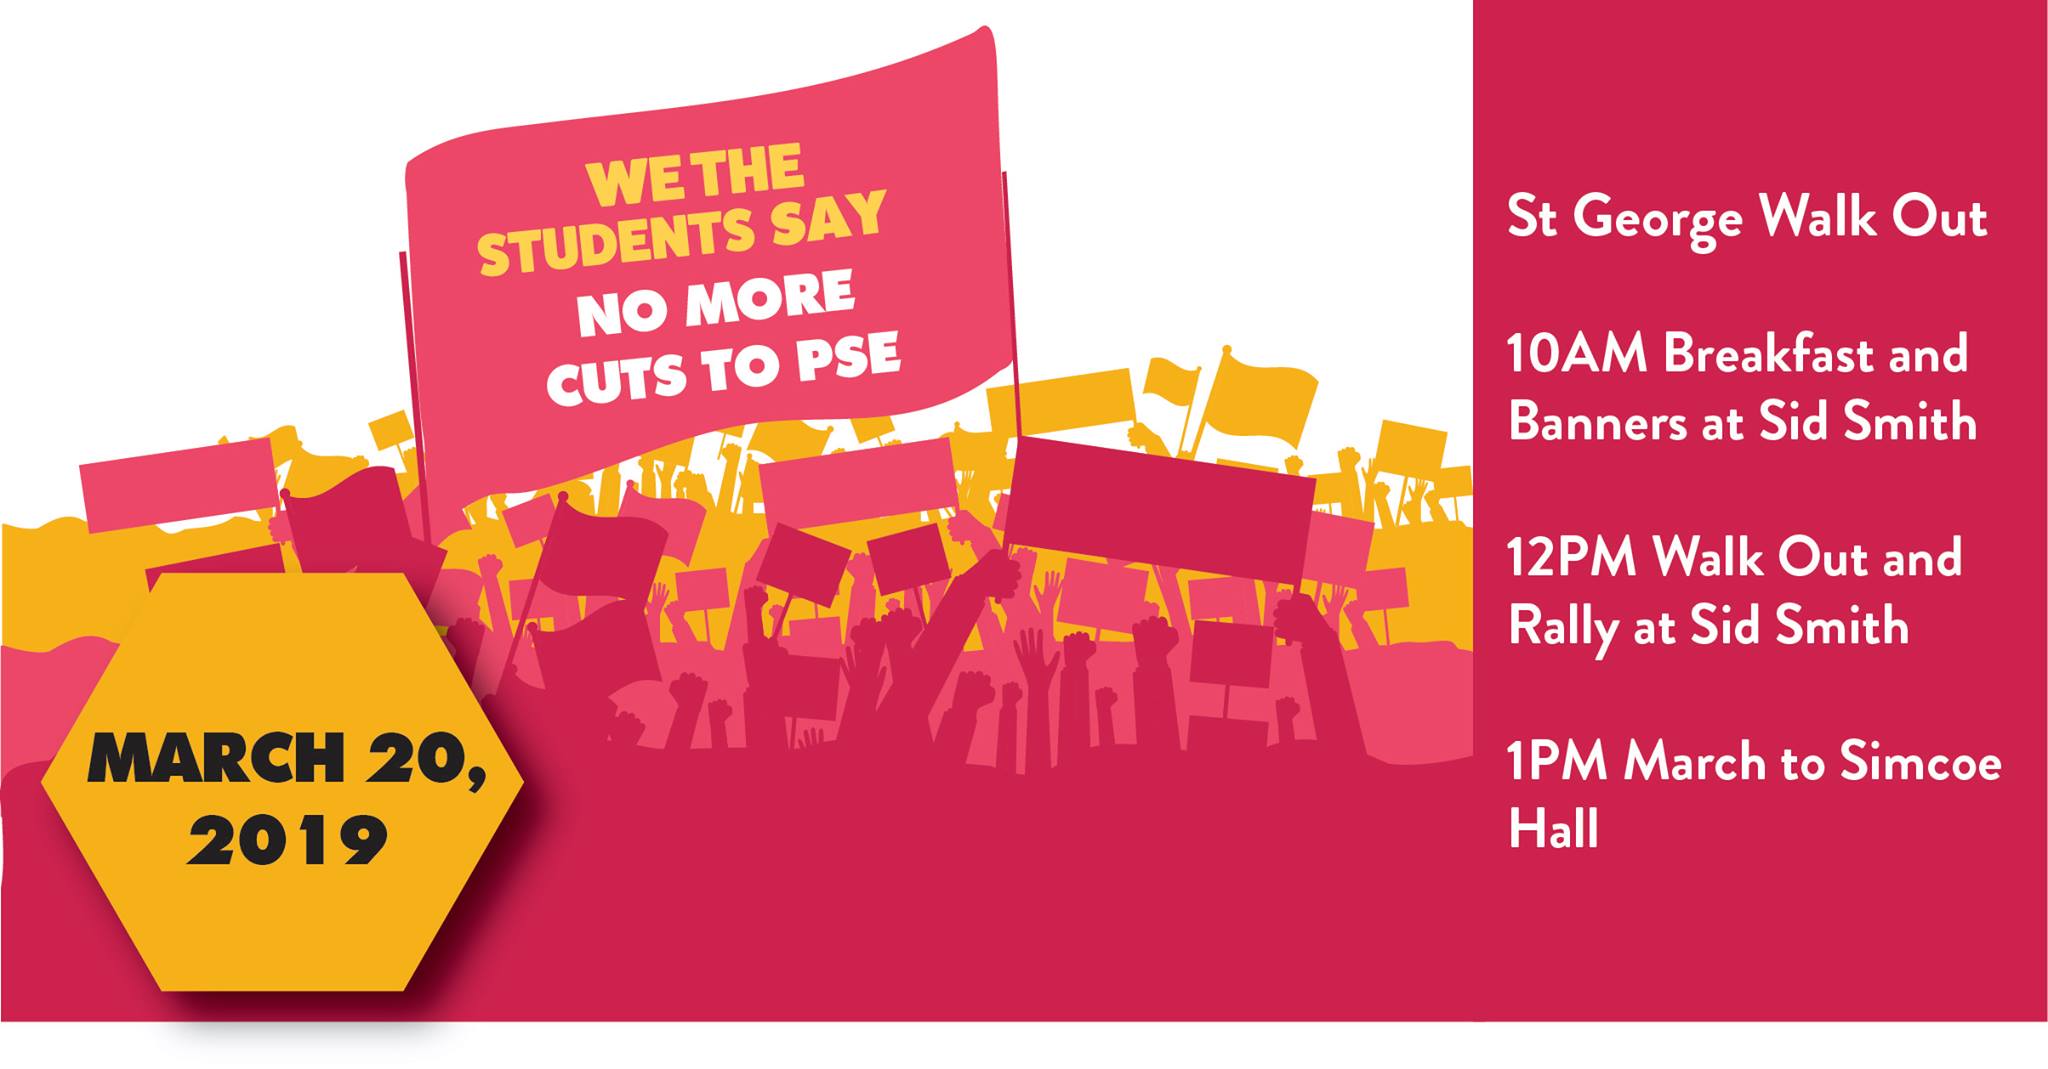 WE THE
STUDENTS SAY
NO MORE
CUTS TO PSE
MARCH 20,
2019
St George Walk Out
10AM Breakfast and
Banners at Sid Smith
12PM Walk Out and
Rally at Sid Smith
1PM March to Simcoe
Hall